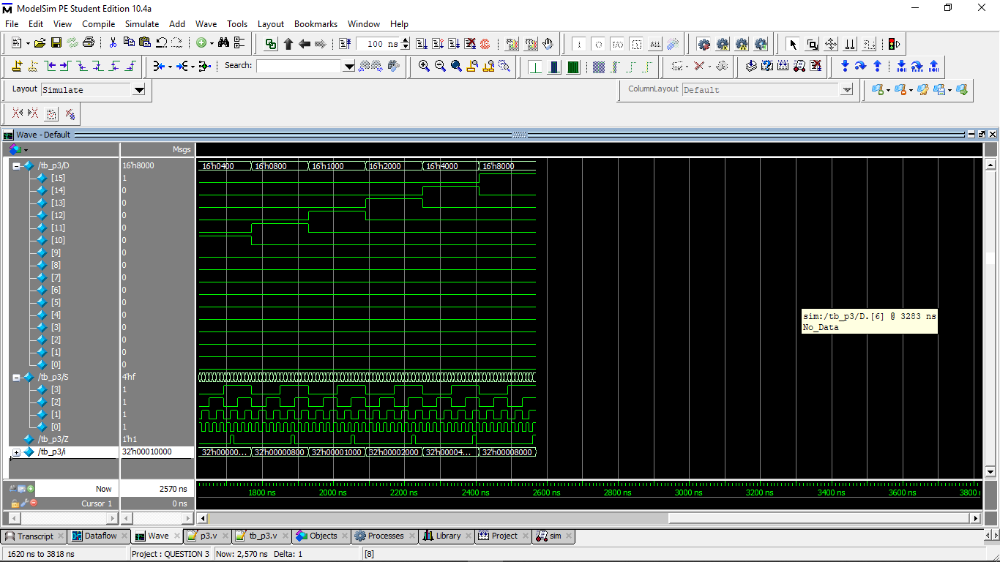 ModelSim PE Student Edition 10.4a
File Edit View Compile Simulate Add Wave Tools Layout Bookmarks Window Help
100 ns
ALL
Search:
Layout Simulate
ColumnLayout Default
Wave - Default
Msgs
/tb_p3/D 16'h8000 16'h0400 16'h0800 16'h1000 16'h2000 16'h4000 16'h8000
[15] 1
[14] 0
[13] 0
[12] 0
[11] 0
[10] 0
[9] 0
[8] 0
[7] 0
[6] 0
[5] 0
[4] 0
sim:/tb_p3/D.[6] @ 3283 ns
No_Data
[3] 0
[2] 0
[1] 0
[0] 0
/tb_p3/S 4'hf
[3] 1
[2] 1
[1] 1
[0] 1
/tb_p3/Z 1'h1
/tb_p3/i 32'h00010000 32'h00000... 32'h00000800 32'h00001000 32'h00002000 32'h00004... 32'h00008000
Now 2570 ns 1800 ns 2000 ns 2200 ns 2400 ns 2600 ns 2800 ns 3000 ns 3200 ns 3400 ns 3600 ns 3800
Cursor 1 0 ns
Transcript Dataflow Wave p3.v tb_p3.v Objects Processes Library Project sim
1620 ns to 3818 ns Project : QUESTION 3 Now: 2,570 ns Delta: 1 [8]